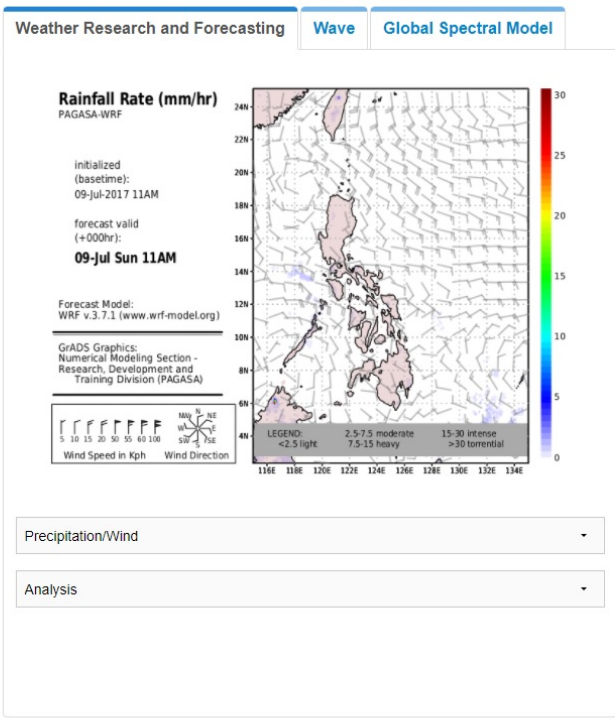 Weather Research and Forecasting
Wave
Global Spectral Model
Rainfall Rate (mm/hr)
PAGASA-WRF
initialized
(basetime):
09-Jul-2017 11AM
forecast valid
(+000hr):
09-Jul Sun 11AM
Forecast Model:
WRF v.3.7.1 (www.wrf-model.org)
GrADS Graphics:
Numerical Modeling Section -
Research, Development and
Training Division (PAGASA)
N
NW NE
W E
SW SE
S
5 10 15 20 50 55 60 100
Wind Speed in Kph Wind Direction
24N
22N
20N
18N
16N
14N
12N
10N
8N
6N
4N
LEGEND: 2.5-7.5 moderate 15-30 intense
<2.5 light 7.5-15 heavy >30 torrential
116E 118E 120E 122E 124E 126E 128E 130E 132E 134E
30
25
20
15
10
5
0
Precipitation/Wind
Analysis